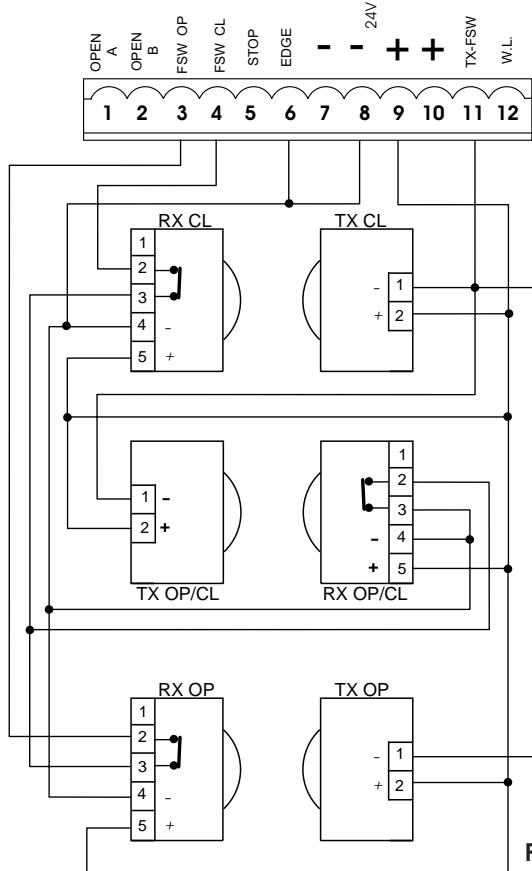 OPEN A
OPEN B
FSW OP
FSW CL
STOP
EDGE
- - 24V
+ +
TX-FSW
W.L.
1 2 3 4 5 6 7 8 9 10 11 12
RX CL
1
2
3
4 -
5 +
TX CL
- 1
+ 2
1 -
2 +
TX OP/CL
1
2
3
- 4
+ 5
RX OP/CL
RX OP
1
2
3
4 -
5 +
TX OP
- 1
+ 2